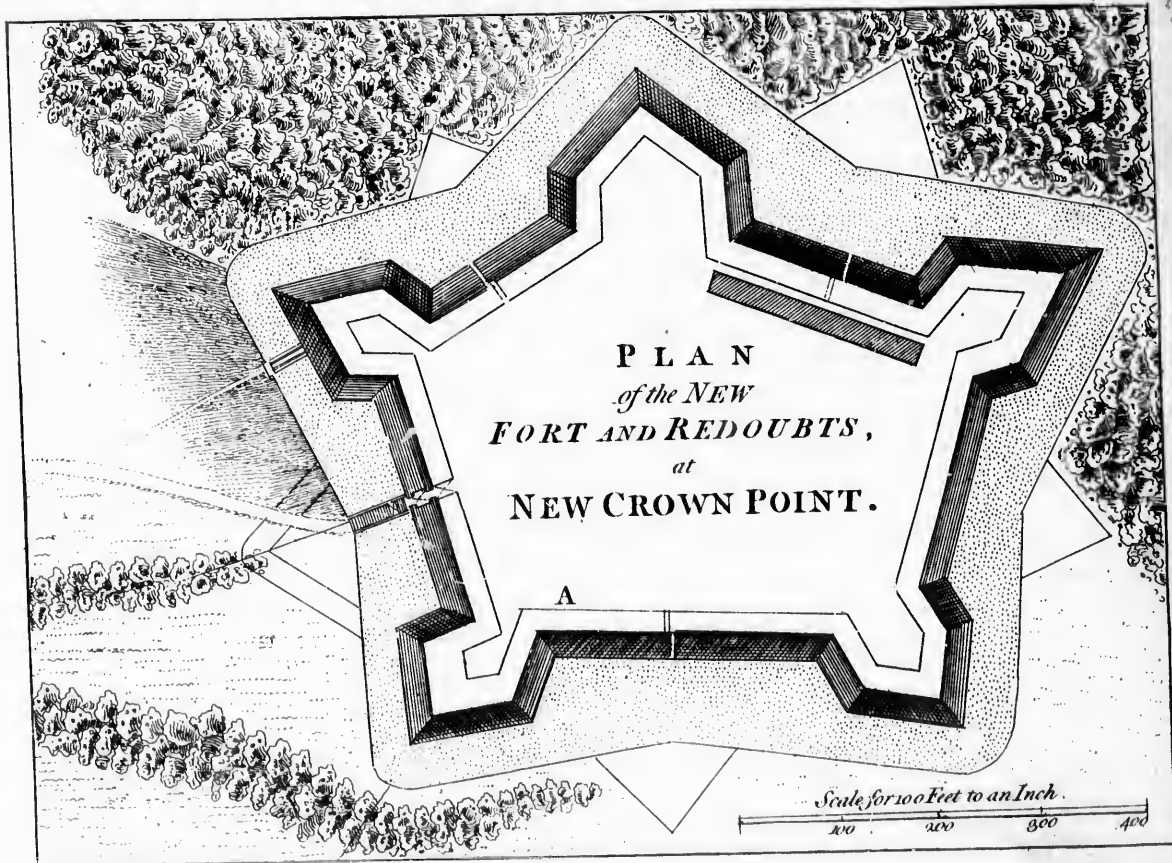 PLAN
of the NEW
FORT AND REDOUBTS,
at
NEW CROWN POINT.
A
Scale for 100 Feet to an Inch.
100 200 300 400